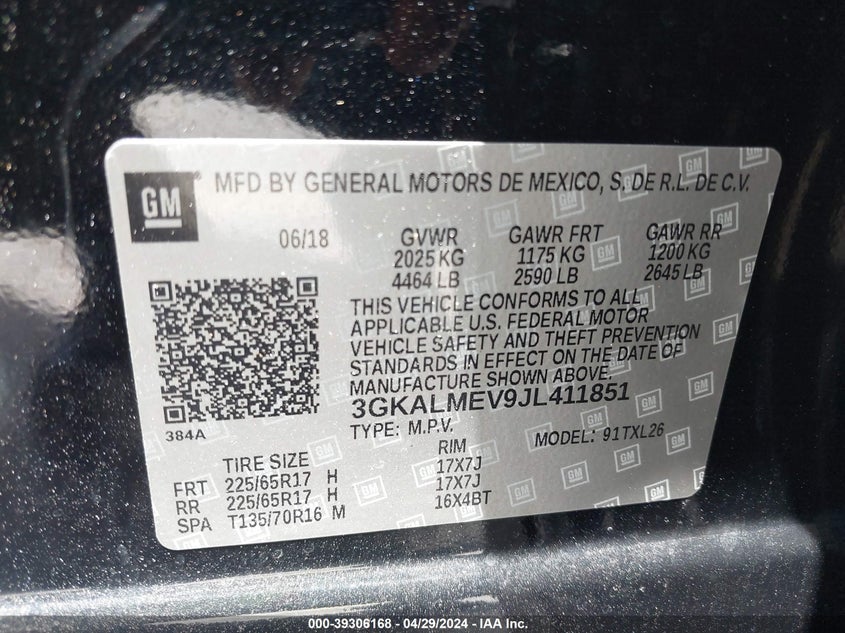 GM MFD BY GENERAL MOTORS DE MEXICO, S. DE R.L. DE C.V.
06/18 GVWR GAWR FRT GAWR RR
2025 KG 1175 KG 1200 KG
4464 LB 2590 LB 2645 LB
THIS VEHICLE CONFORMS TO ALL
APPLICABLE U.S. FEDERAL MOTOR
VEHICLE SAFETY AND THEFT PREVENTION
STANDARDS IN EFFECT ON THE DATE OF
MANUFACTURE SHOWN ABOVE.
3GKALMEV9JL411851
384A
TYPE: M.P.V. MODEL: 91TXL26
TIRE SIZE RIM
FRT 225/65R17 H 17X7J
RR 225/65R17 H 17X7J
SPA T135/70R16 M 16X4BT
000-39306168 - 04/29/2024 - IAA Inc.